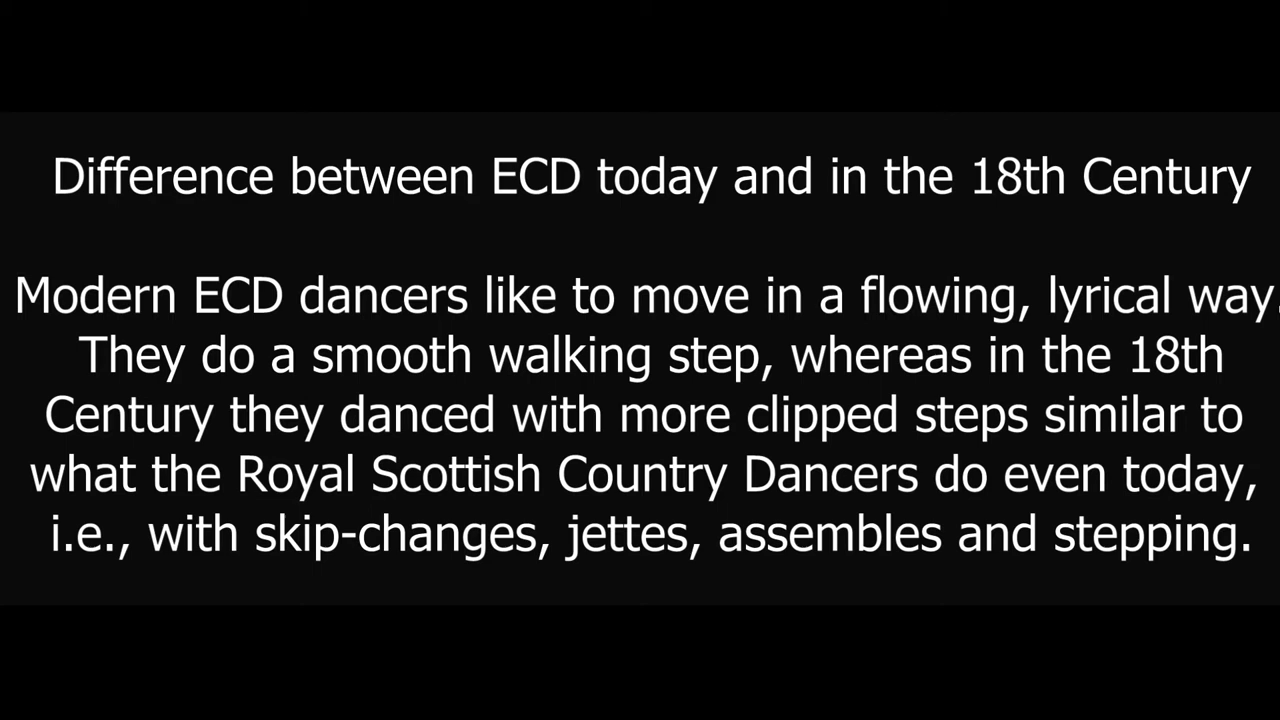 Difference between ECD today and in the 18th Century
Modern ECD dancers like to move in a flowing, lyrical way.
They do a smooth walking step, whereas in the 18th
Century they danced with more clipped steps similar to
what the Royal Scottish Country Dancers do even today,
i.e., with skip-changes, jettes, assembles and stepping.